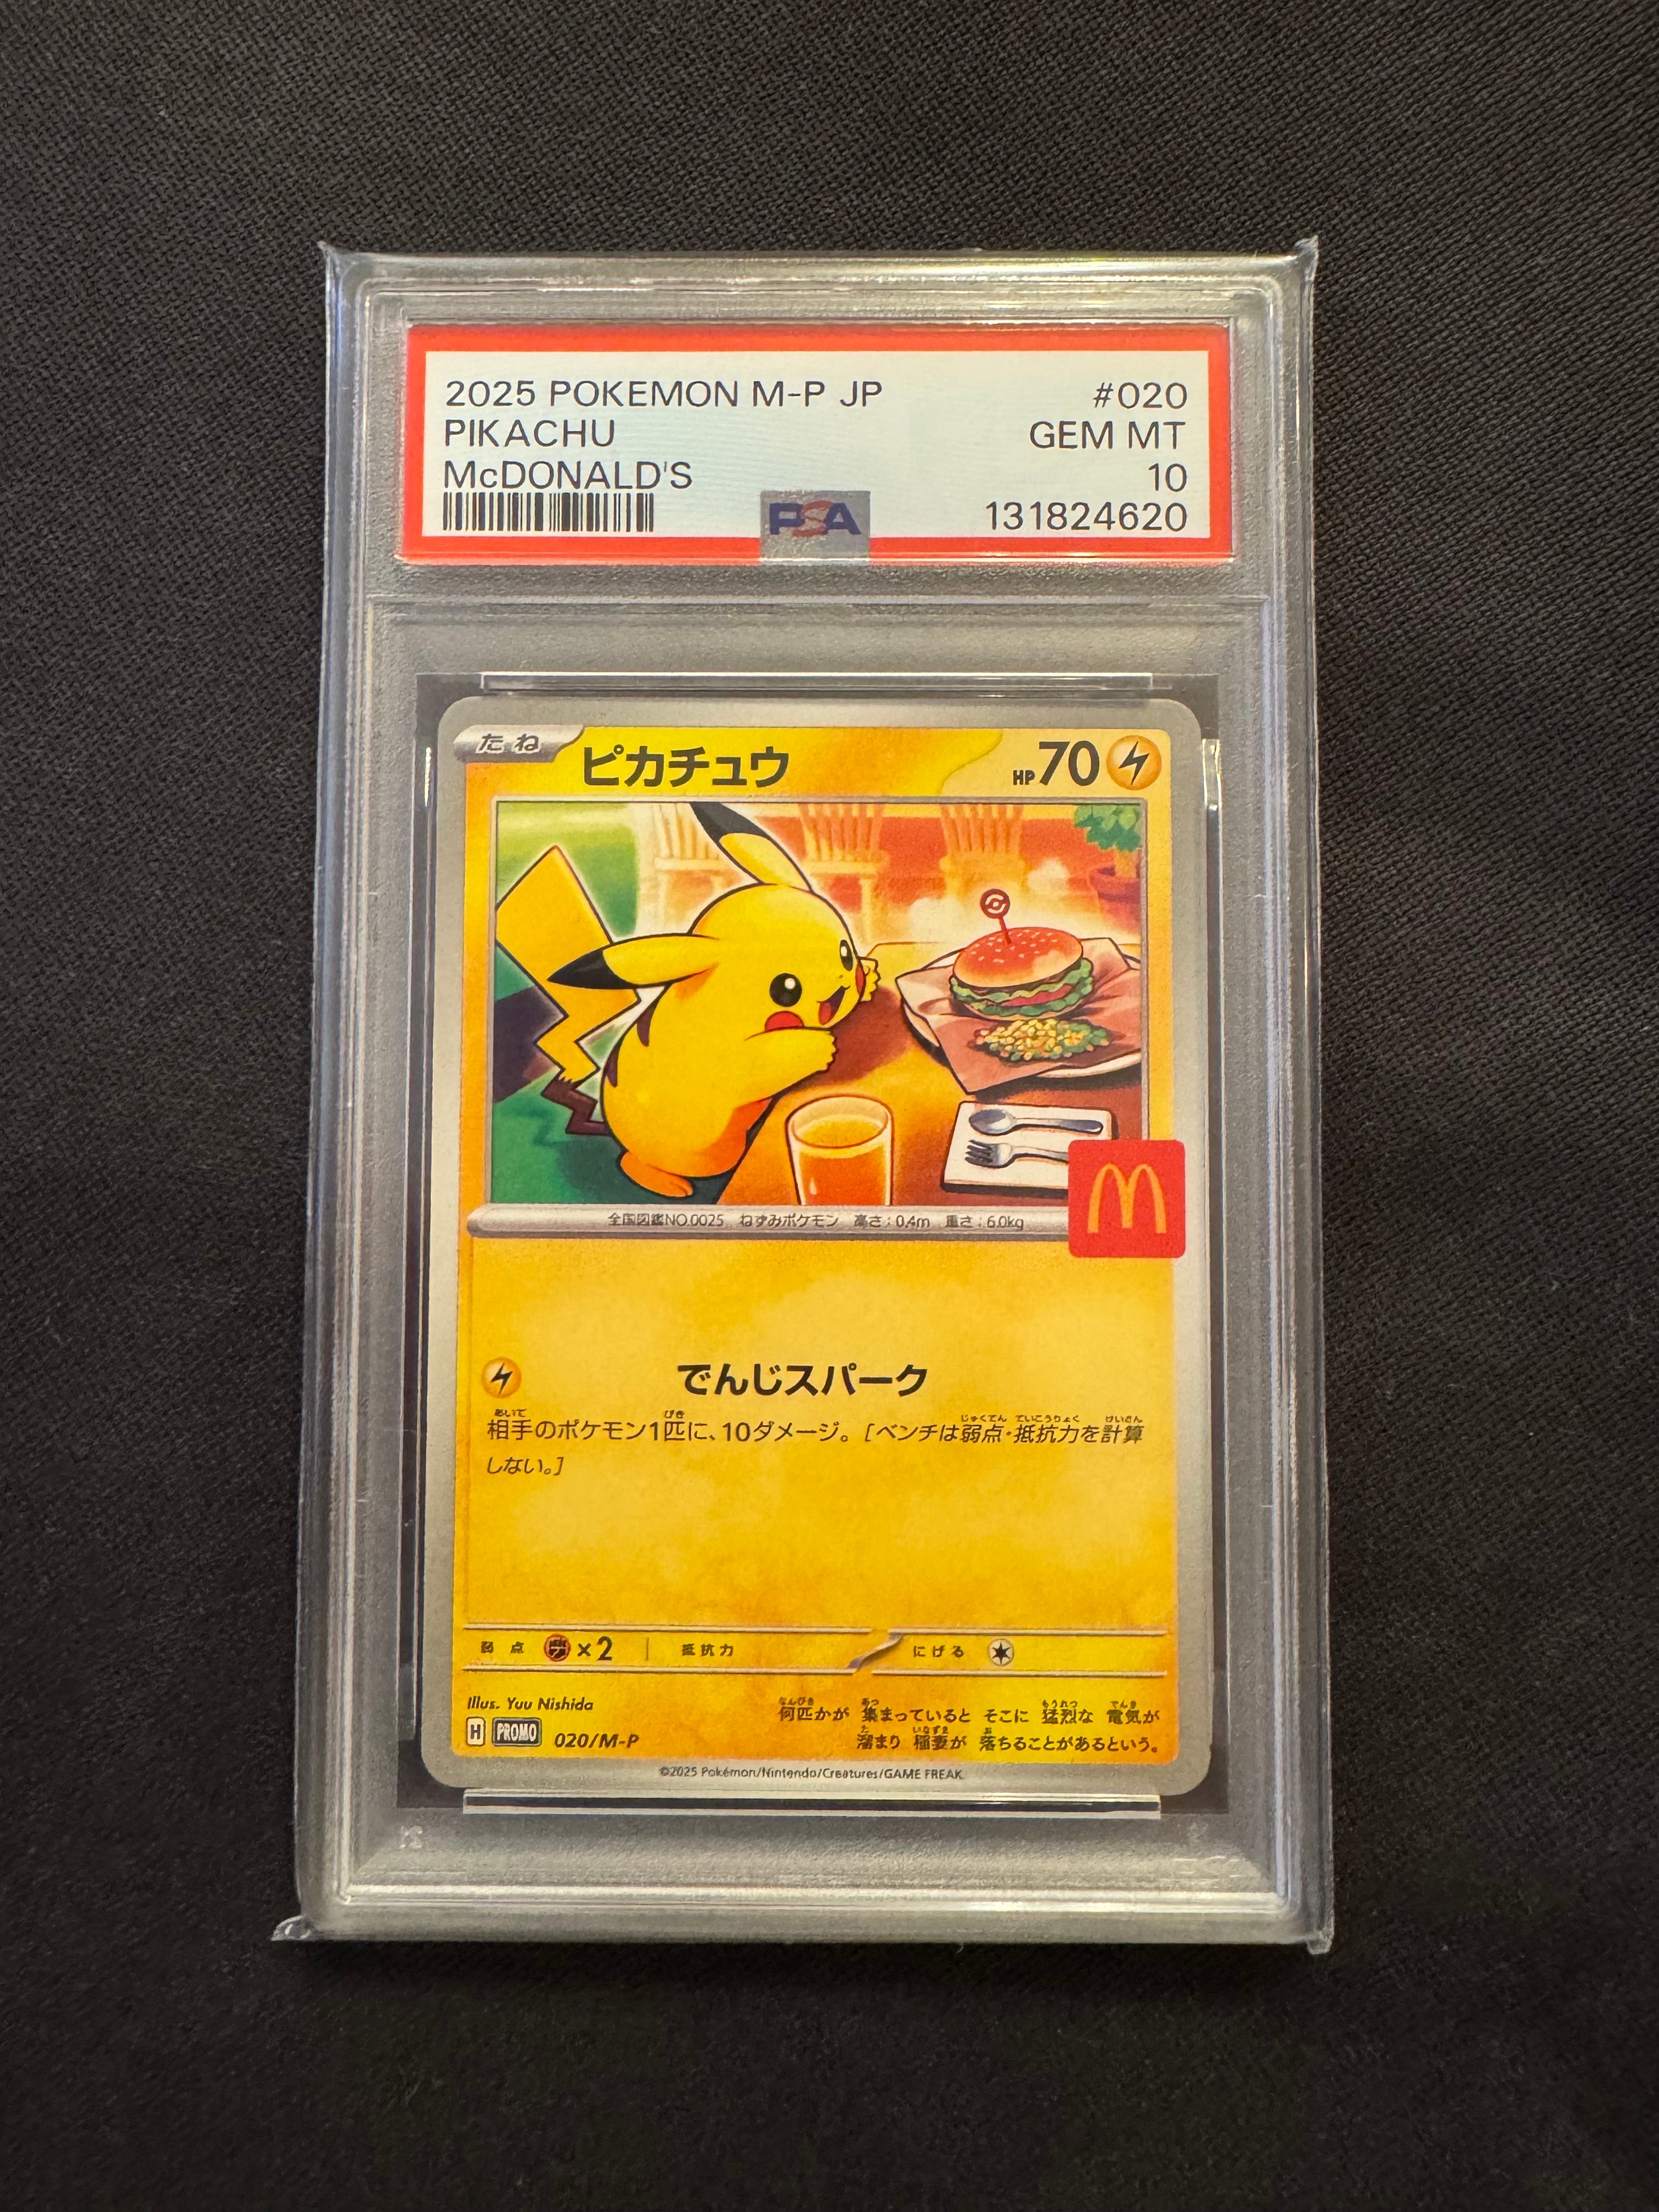 2025 POKEMON M-P JP #020
PIKACHU GEM MT
McDONALD'S 10
PSA 131824620
たね ピカチュウ HP70
全国図鑑NO.0025 ねずみポケモン 高さ:0.4m 重さ:6.0kg
でんじスパーク
相手のポケモン1匹に、10ダメージ。[ベンチは弱点・抵抗力を計算
しない。]
弱点 ×2 抵抗力 にげる
Illus. Yuu Nishida
H PROMO 020/M-P
何匹かが 集まっていると そこに 猛烈な 電気が
溜まり 稲妻が 落ちることがあるという。
©2025 Pokémon/Nintendo/Creatures/GAME FREAK